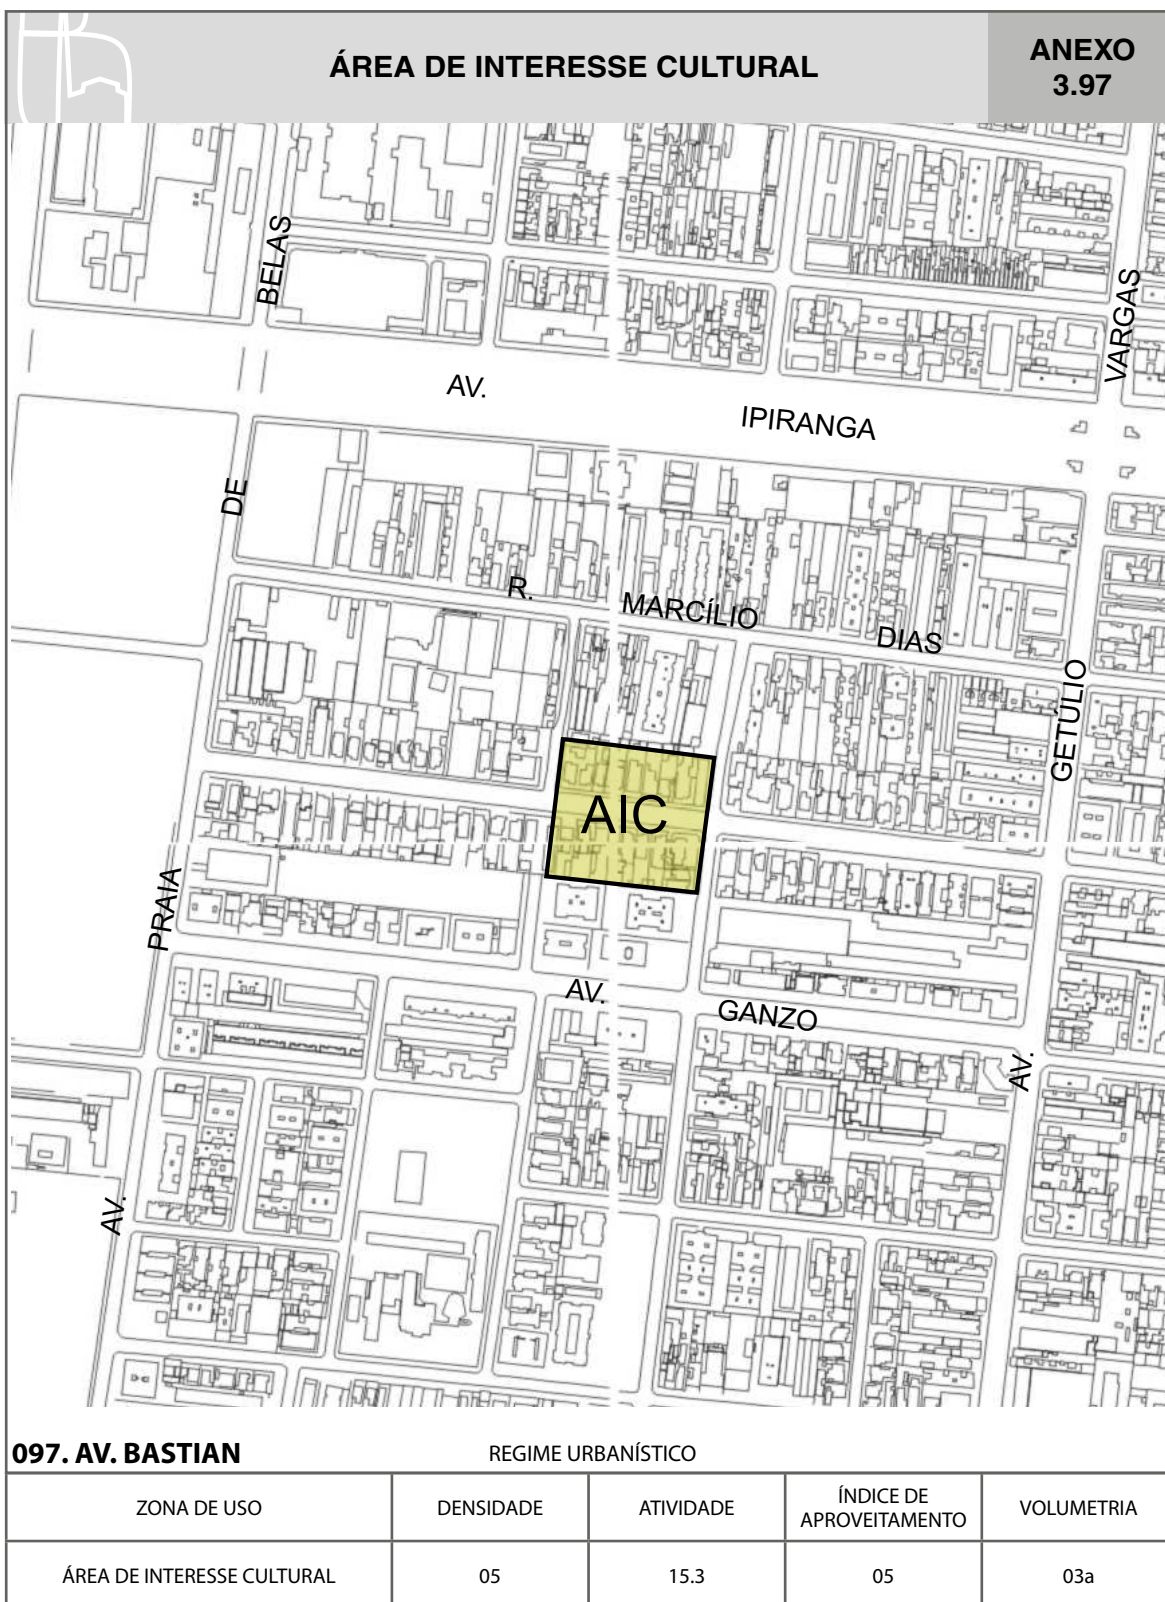 ÁREA DE INTERESSE CULTURAL
ANEXO
3.97
BELAS
VARGAS
AV.
IPIRANGA
DE
R.
MARCÍLIO
DIAS
GETÚLIO
AIC
PRAIA
AV.
GANZO
AV.
AV.
097. AV. BASTIAN
REGIME URBANÍSTICO
ZONA DE USO
DENSIDADE
ATIVIDADE
ÍNDICE DE
APROVEITAMENTO
VOLUMETRIA
ÁREA DE INTERESSE CULTURAL
05
15.3
05
03a